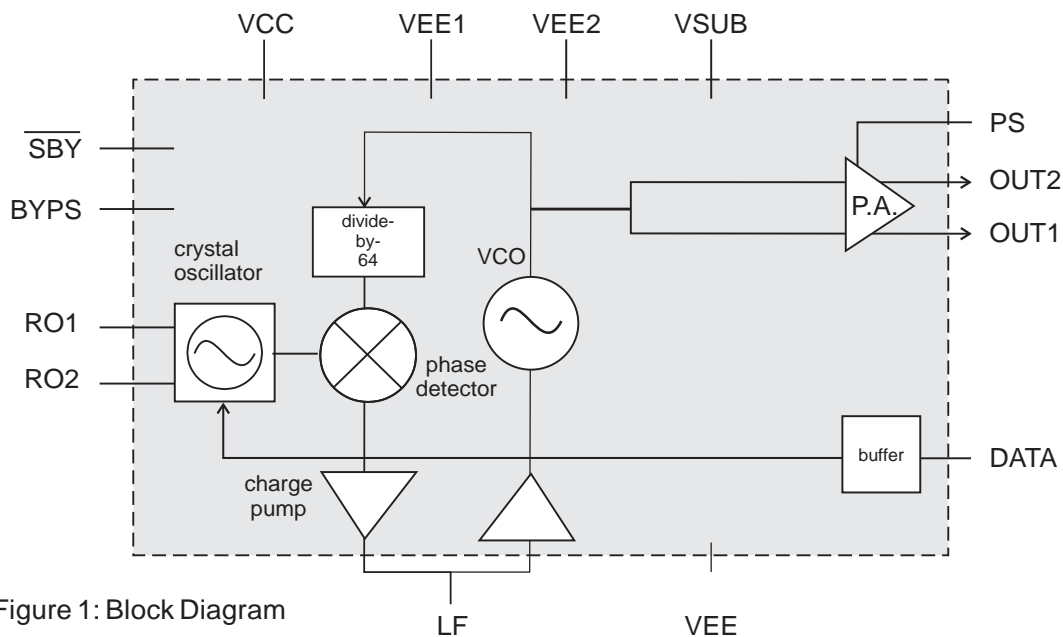 VCC
VEE1
VEE2
VSUB
SBY
BYPS
PS
OUT2
OUT1
P.A.
divide-
by-
64
VCO
crystal
oscillator
RO1
RO2
phase
detector
buffer
DATA
charge
pump
LF
VEE
Figure 1: Block Diagram